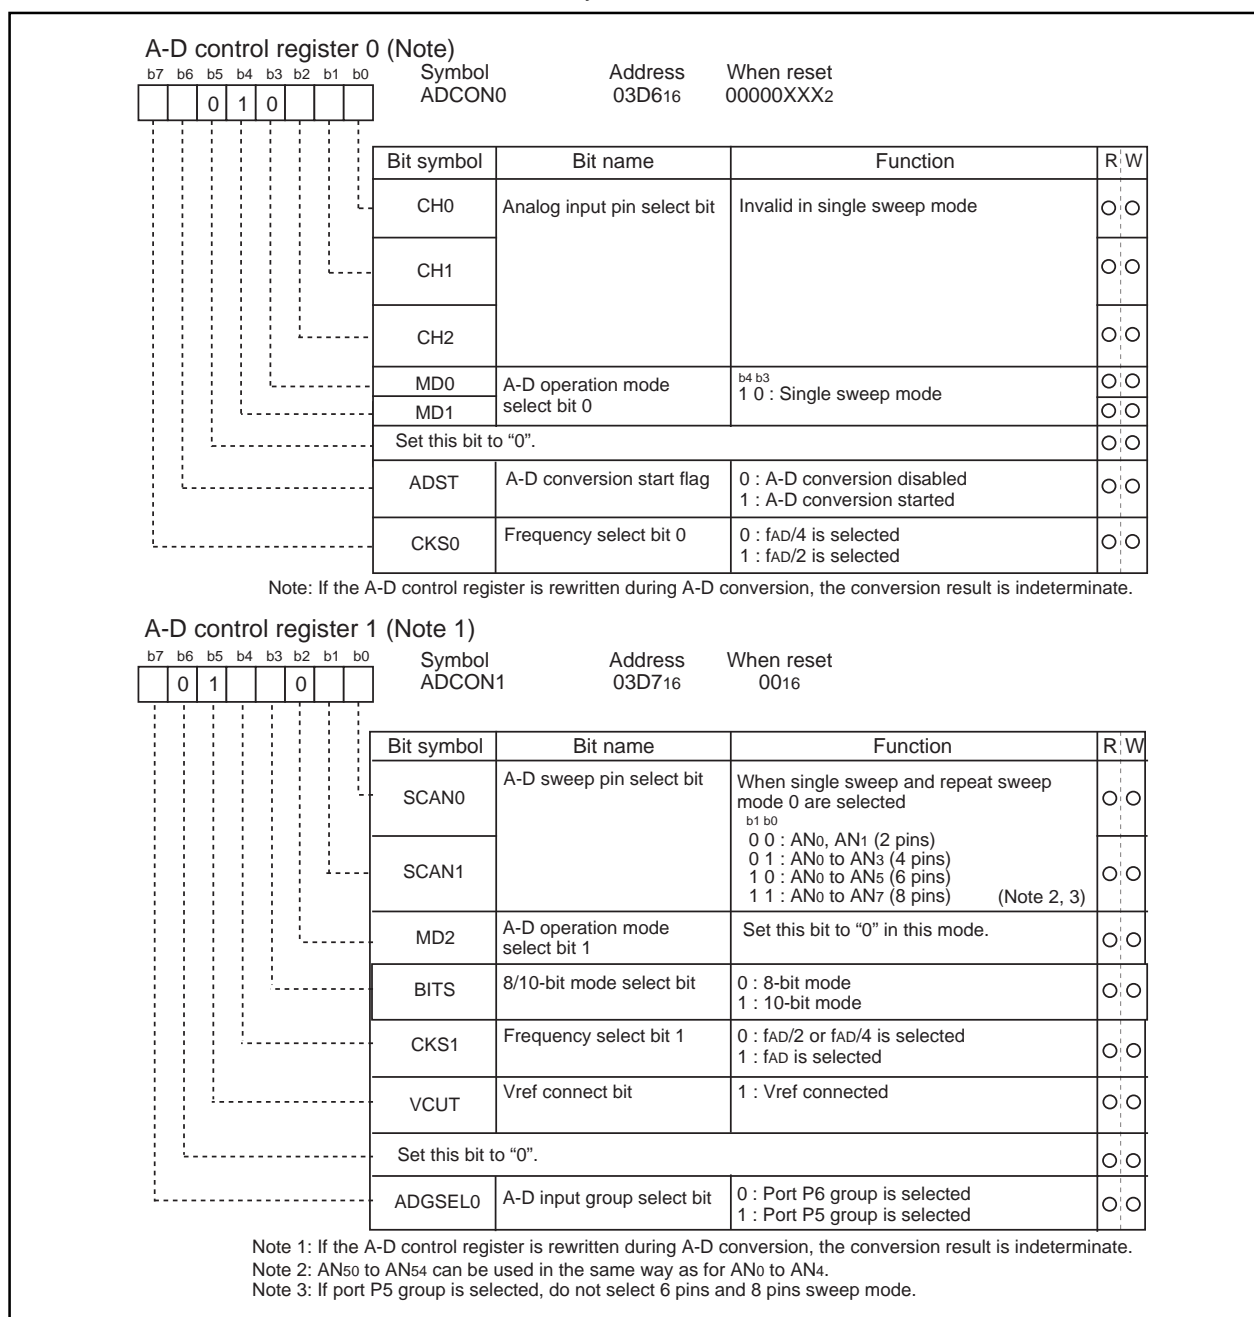 A-D control register 0 (Note)
b7 b6 b5 b4 b3 b2 b1 b0
Symbol Address When reset
ADCON0 03D616 00000XXX2
0 1 0
Bit symbol Bit name Function R W
CH0 Analog input pin select bit Invalid in single sweep mode
CH1
CH2
MD0 A-D operation mode b4 b3
select bit 0 1 0 : Single sweep mode
MD1
Set this bit to “0”.
ADST A-D conversion start flag 0 : A-D conversion disabled
1 : A-D conversion started
CKS0 Frequency select bit 0 0 : fAD/4 is selected
1 : fAD/2 is selected
Note: If the A-D control register is rewritten during A-D conversion, the conversion result is indeterminate.
A-D control register 1 (Note 1)
b7 b6 b5 b4 b3 b2 b1 b0
Symbol Address When reset
ADCON1 03D716 0016
0 1 0
Bit symbol Bit name Function R W
SCAN0 A-D sweep pin select bit When single sweep and repeat sweep
mode 0 are selected
b1 b0
0 0 : AN0, AN1 (2 pins)
0 1 : AN0 to AN3 (4 pins)
SCAN1 1 0 : AN0 to AN5 (6 pins)
1 1 : AN0 to AN7 (8 pins) (Note 2, 3)
MD2 A-D operation mode Set this bit to “0” in this mode.
select bit 1
BITS 8/10-bit mode select bit 0 : 8-bit mode
1 : 10-bit mode
CKS1 Frequency select bit 1 0 : fAD/2 or fAD/4 is selected
1 : fAD is selected
VCUT Vref connect bit 1 : Vref connected
Set this bit to “0”.
ADGSEL0 A-D input group select bit 0 : Port P6 group is selected
1 : Port P5 group is selected
Note 1: If the A-D control register is rewritten during A-D conversion, the conversion result is indeterminate.
Note 2: AN50 to AN54 can be used in the same way as for AN0 to AN4.
Note 3: If port P5 group is selected, do not select 6 pins and 8 pins sweep mode.